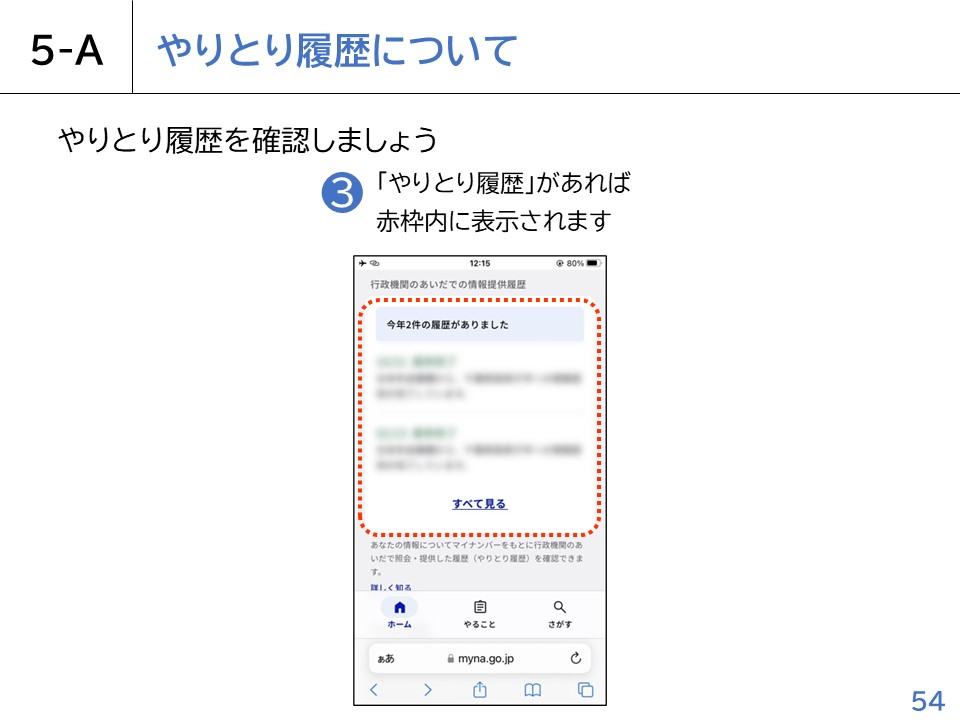 5-A
やりとり履歴について
やりとり履歴を確認しましょう
3
「やりとり履歴」があれば
赤枠内に表示されます
12:15
80%
行政機関のあいだでの情報提供履歴
今年2件の履歴がありました
すべて見る
あなたの情報についてマイナンバーをもとに行政機関のあ
いだで照会・提供した履歴（やりとり履歴）を確認できま
す。
詳しく知る
ホーム
やること
さがす
ぁあ
myna.go.jp
54